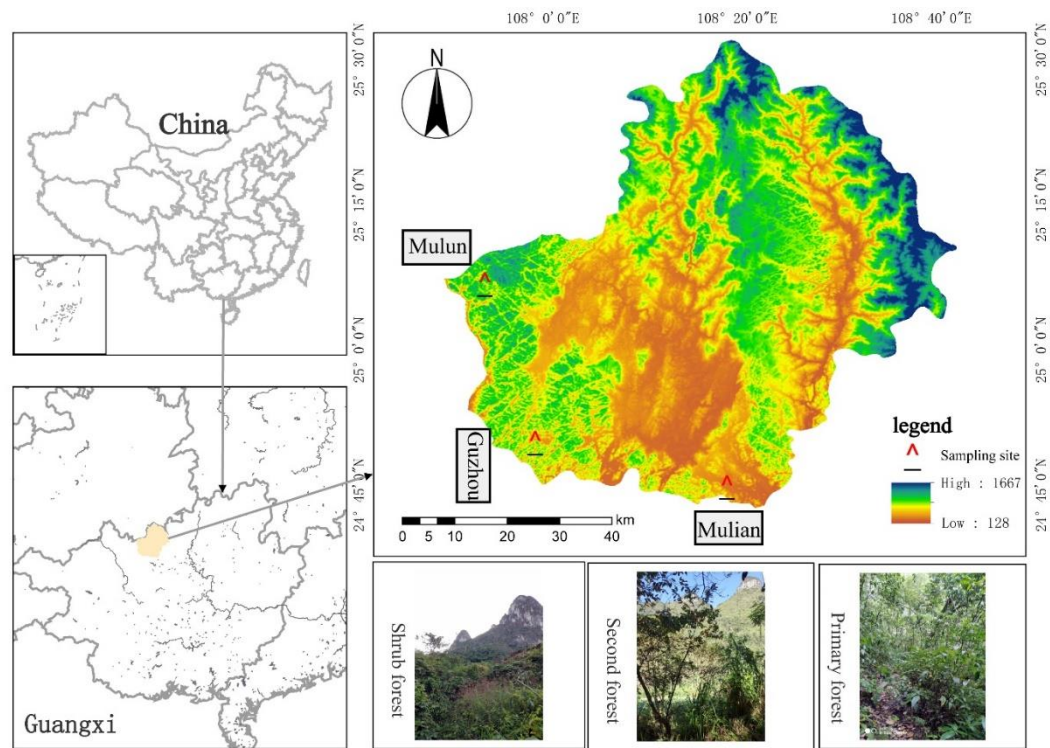 China
Guangxi
108° 0′0″E
108° 20′0″E
108° 40′0″E
25° 30′0″N
25° 15′0″N
25° 0′0″N
24° 45′0″N
N
Mulun
Guzhou
Mulian
legend
Sampling site
High : 1667
Low : 128
km
0 5 10 20 30 40
Shrub forest
Second forest
Primary forest